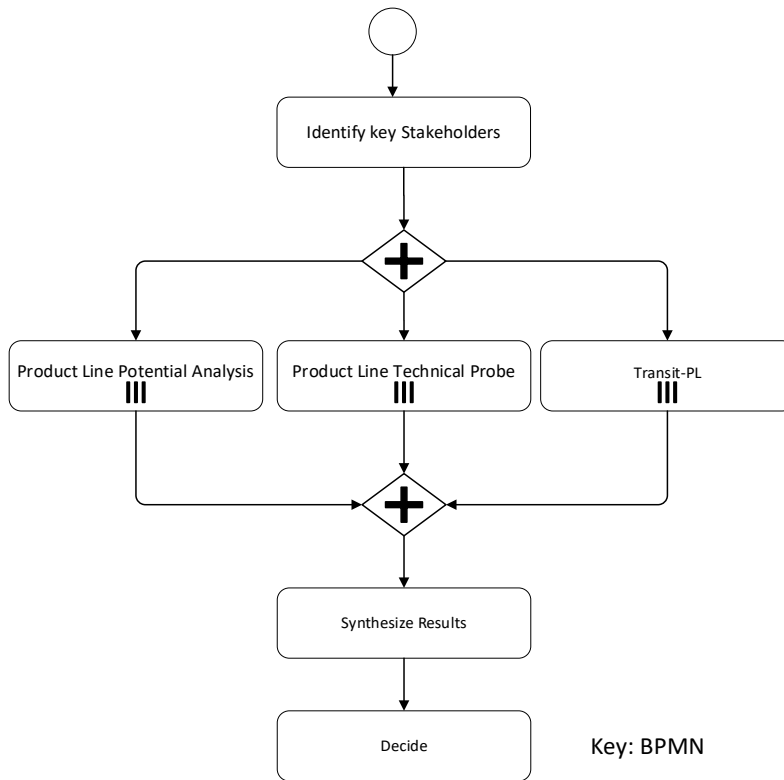 Identify key Stakeholders
Product Line Potential Analysis
Product Line Technical Probe
Transit-PL
Synthesize Results
Decide
Key: BPMN